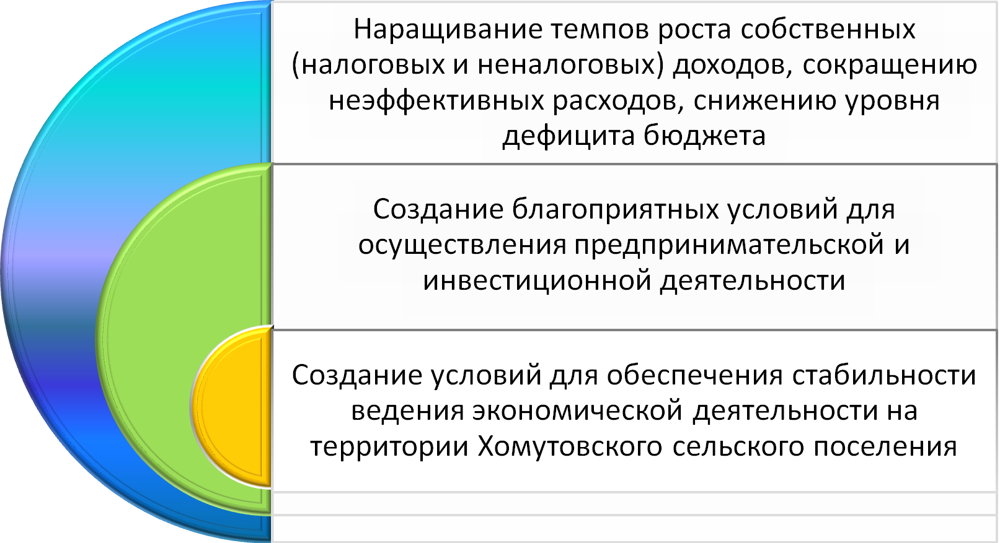 Наращивание темпов роста собственных
(налоговых и неналоговых) доходов, сокращению
неэффективных расходов, снижению уровня
дефицита бюджета
Создание благоприятных условий для
осуществления предпринимательской и
инвестиционной деятельности
Создание условий для обеспечения стабильности
ведения экономической деятельности на
территории Хомутовского сельского поселения